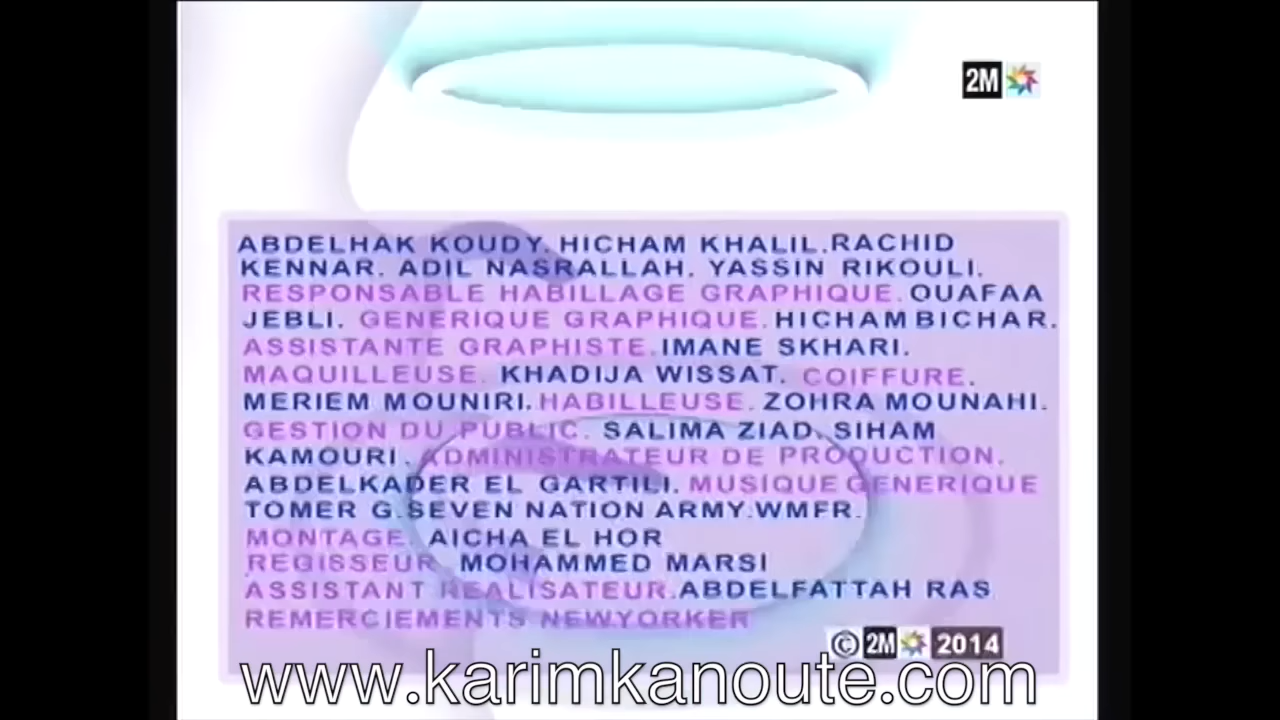 2M
ABDELHAK KOUDY. HICHAM KHALIL.RACHID
KENNAR. ADIL NASRALLAH. YASSIN RIKOULI.
RESPONSABLE HABILLAGE GRAPHIQUE.OUAFAA
JEBLI. GENERIQUE GRAPHIQUE.HICHAM BICHAR.
ASSISTANTE GRAPHISTE.IMANE SKHARI.
MAQUILLEUSE. KHADIJA WISSAT. COIFFURE.
MERIEM MOUNIRI.HABILLEUSE. ZOHRA MOUNAHI.
GESTION DU PUBLIC. SALIMA ZIAD. SIHAM
KAMOURI. ADMINISTRATEUR DE PRODUCTION.
ABDELKADER EL GARTILI. MUSIQUE GENERIQUE
TOMER G.SEVEN NATION ARMY.WMFR.
MONTAGE. AICHA EL HOR
REGISSEUR. MOHAMMED MARSI
ASSISTANT REALISATEUR.ABDELFATTAH RAS
REMERCIEMENTS NEWYORKER
© 2M 2014
www.karimkanoute.com